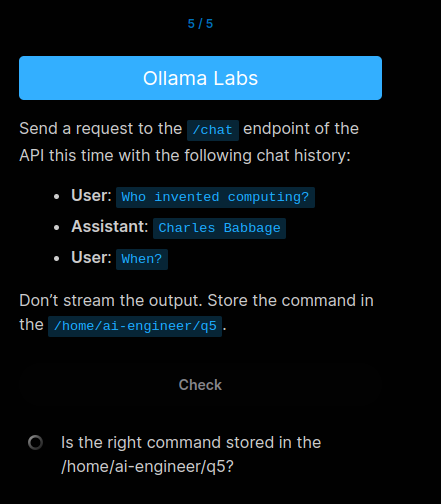 5 / 5
Ollama Labs
Send a request to the /chat endpoint of the
API this time with the following chat history:
• User: Who invented computing?
• Assistant: Charles Babbage
• User: When?
Don’t stream the output. Store the command in
the /home/ai-engineer/q5.
Check
Is the right command stored in the
/home/ai-engineer/q5?